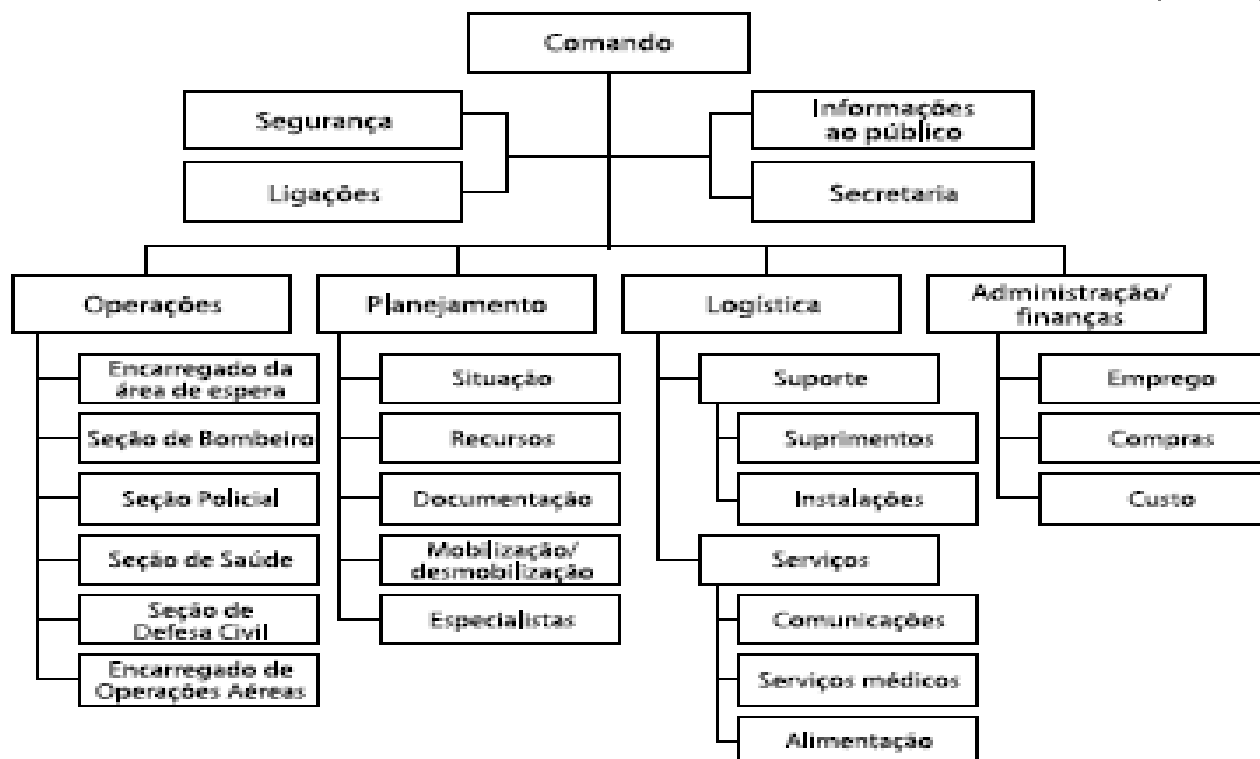 Comando
Segurança
Informações
ao público
Ligações
Secretaria
Operações
Planejamento
Logística
Administração/
finanças
Encarregado da
área de espera
Seção de Bombeiro
Seção Policial
Seção de Saúde
Seção de
Defesa Civil
Encarregado de
Operações Aéreas
Situação
Recursos
Documentação
Mobilização/
desmobilização
Especialistas
Suporte
Suprimentos
Instalações
Serviços
Comunicações
Serviços médicos
Alimentação
Emprego
Compras
Custo